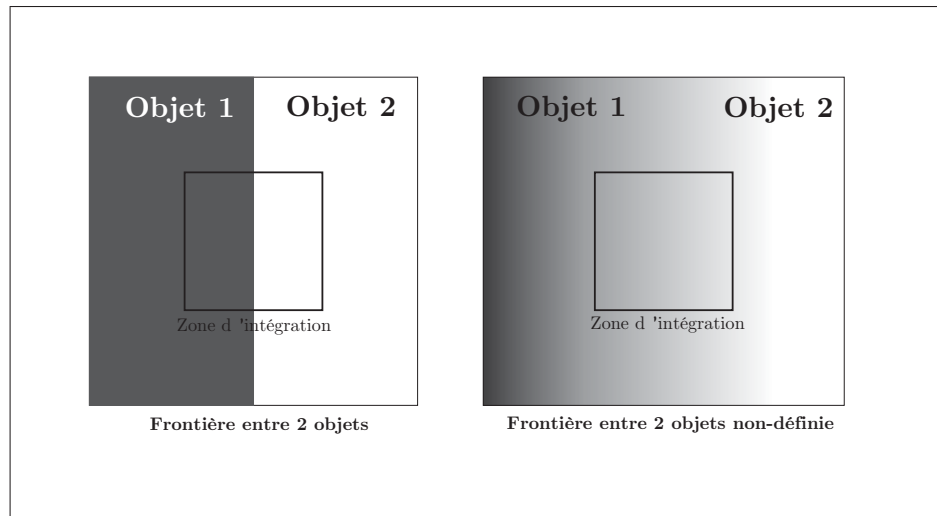 Objet 1
Objet 2
Zone d 'intégration
Frontière entre 2 objets
Objet 1
Objet 2
Zone d 'intégration
Frontière entre 2 objets non-définie